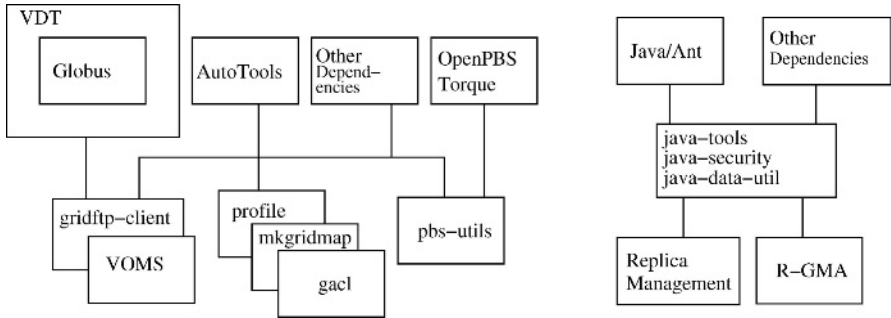 VDT
Globus
AutoTools
Other
Depend-
encies
OpenPBS
Torque
gridftp-client
VOMS
profile
mkgridmap
gacl
pbs-utils
Java/Ant
Other
Dependencies
java-tools
java-security
java-data-util
Replica
Management
R-GMA